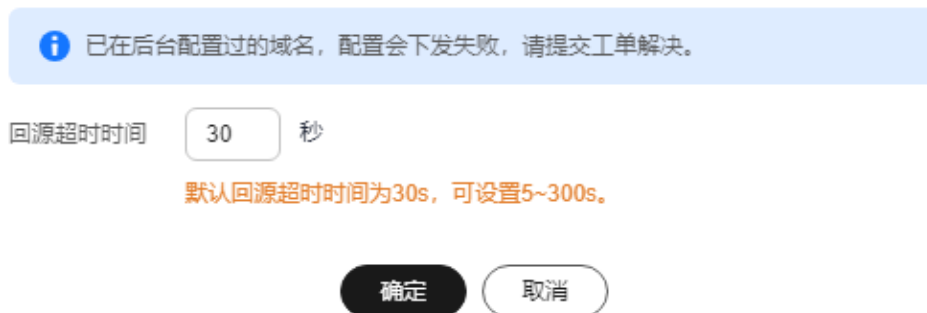 已在后台配置过的域名，配置会下发失败，请提交工单解决。
回源超时时间 30 秒
默认回源超时时间为30s，可设置5~300s。
确定 取消